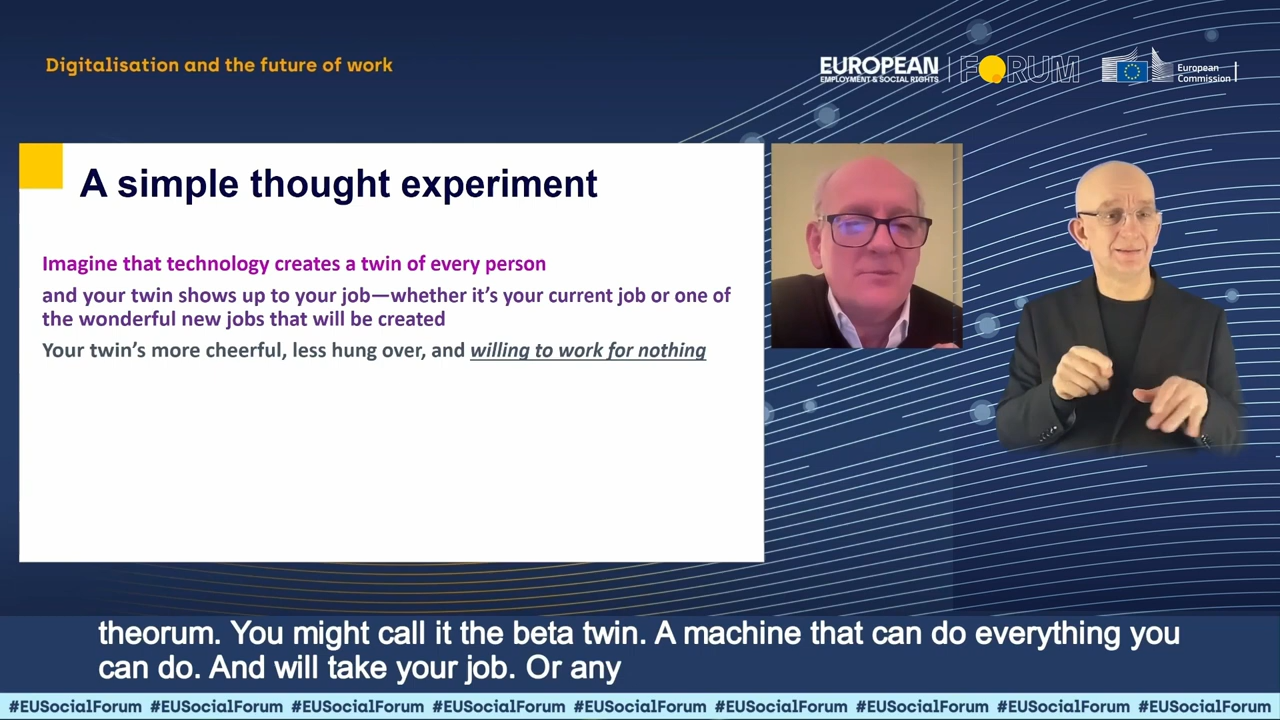 Digitalisation and the future of work
EUROPEAN
EMPLOYMENT & SOCIAL RIGHTS
FORUM
European
Commission
A simple thought experiment
Imagine that technology creates a twin of every person
and your twin shows up to your job—whether it's your current job or one of
the wonderful new jobs that will be created
Your twin's more cheerful, less hung over, and willing to work for nothing
theorum. You might call it the beta twin. A machine that can do everything you
can do. And will take your job. Or any
#EUSocialForum #EUSocialForum #EUSocialForum #EUSocialForum #EUSocialForum #EUSocialForum #EUSocialForum #EUSocialForum #EUSocialForum